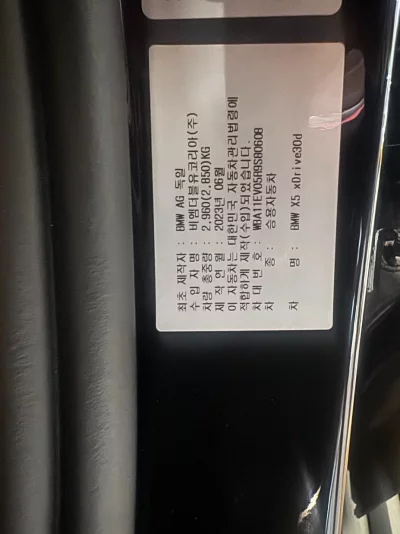 최초 제작자 : BMW AG 독일
수 입 자 명 : 비엠더블유코리아(주)
차량 총중량 : 2,960(2,850)KG
제 작 연 월 : 2023년 06월
이 자동차는 대한민국 자동차관리법령에
적합하게 제작(수입)되었습니다.
차 대 번 호 : WBA11EV05R9S80608
차 종 : 승용자동차
차 명 : BMW X5 xDrive30d